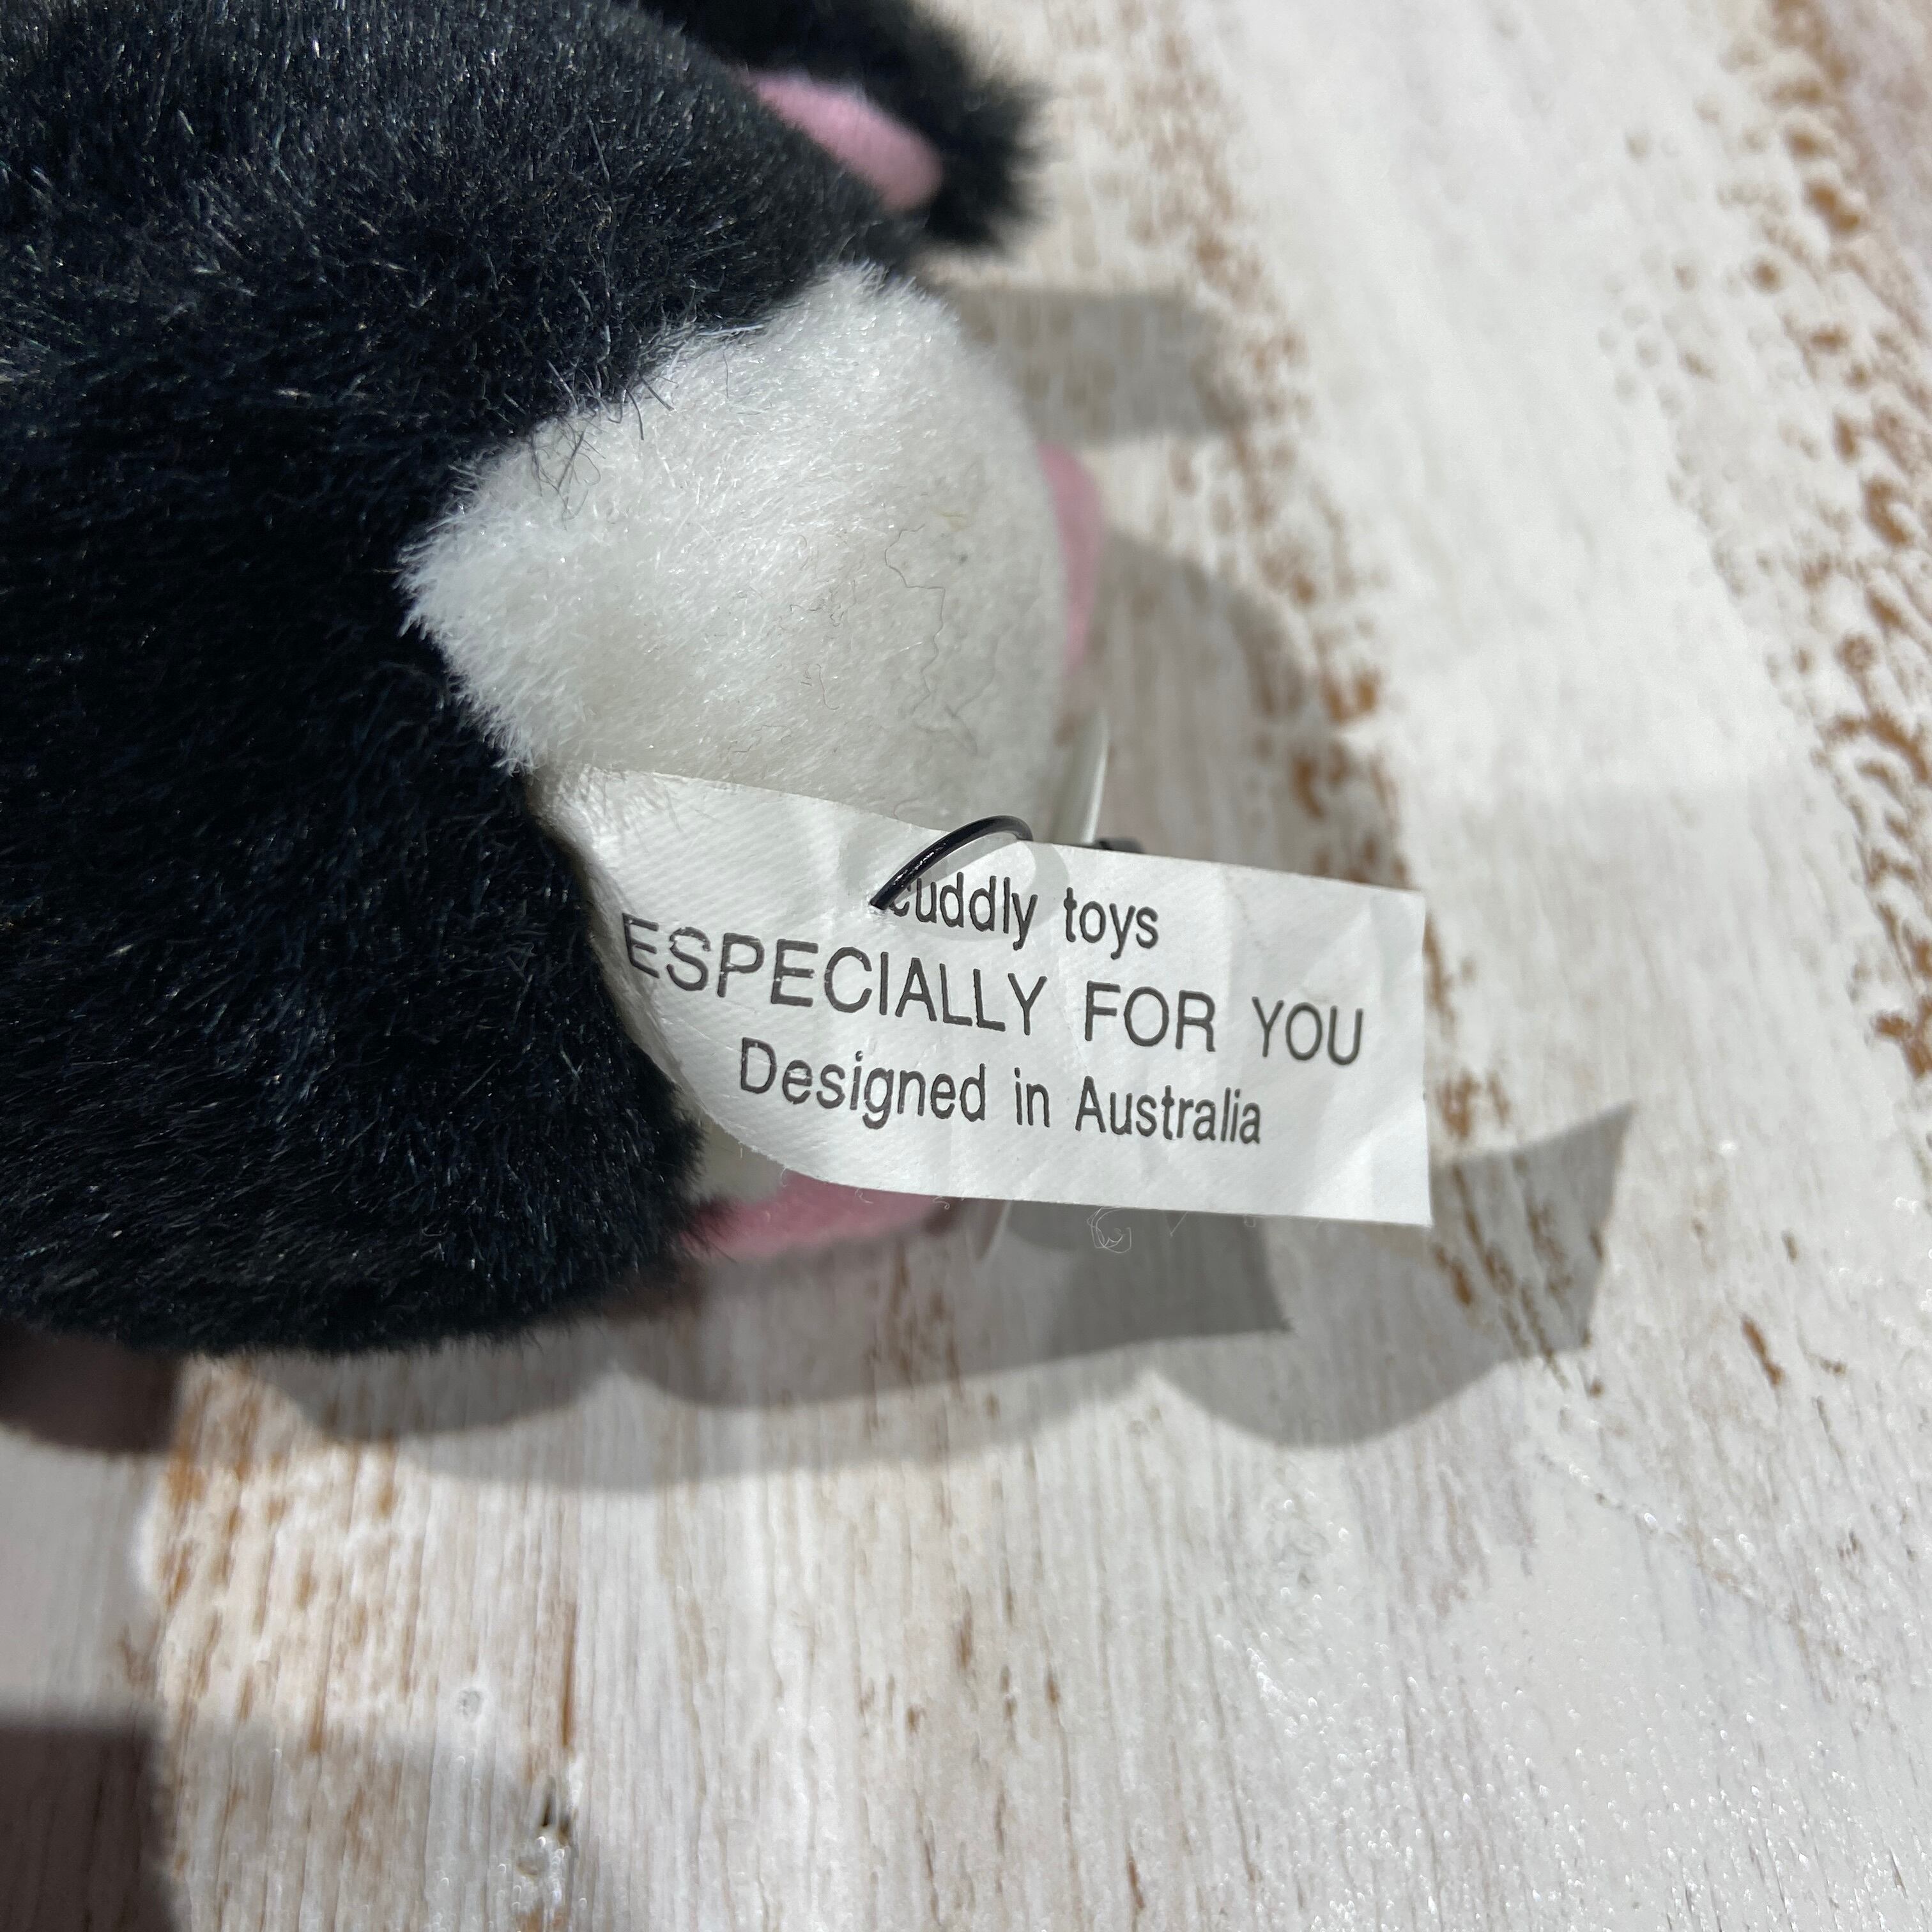 cuddly toys
ESPECIALLY FOR YOU
Designed in Australia